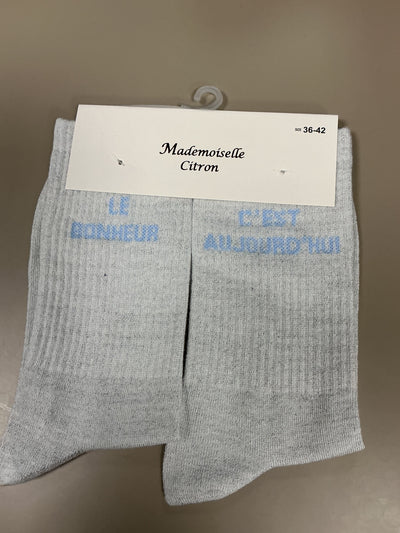 36-42
Mademoiselle
Citron
LE
BONHEUR
C'EST
AUJOURD'HUI